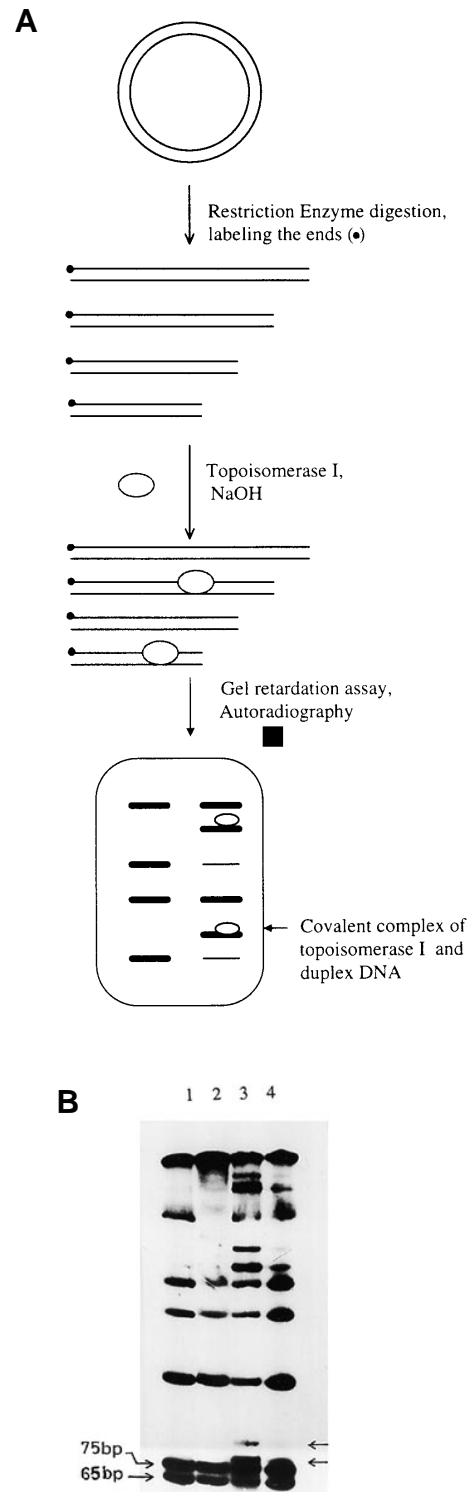 A
Restriction Enzyme digestion,
labeling the ends (•)
Topoisomerase I,
NaOH
Gel retardation assay,
Autoradiography
Covalent complex of
topoisomerase I and
duplex DNA
B
1 2 3 4
75bp
65bp